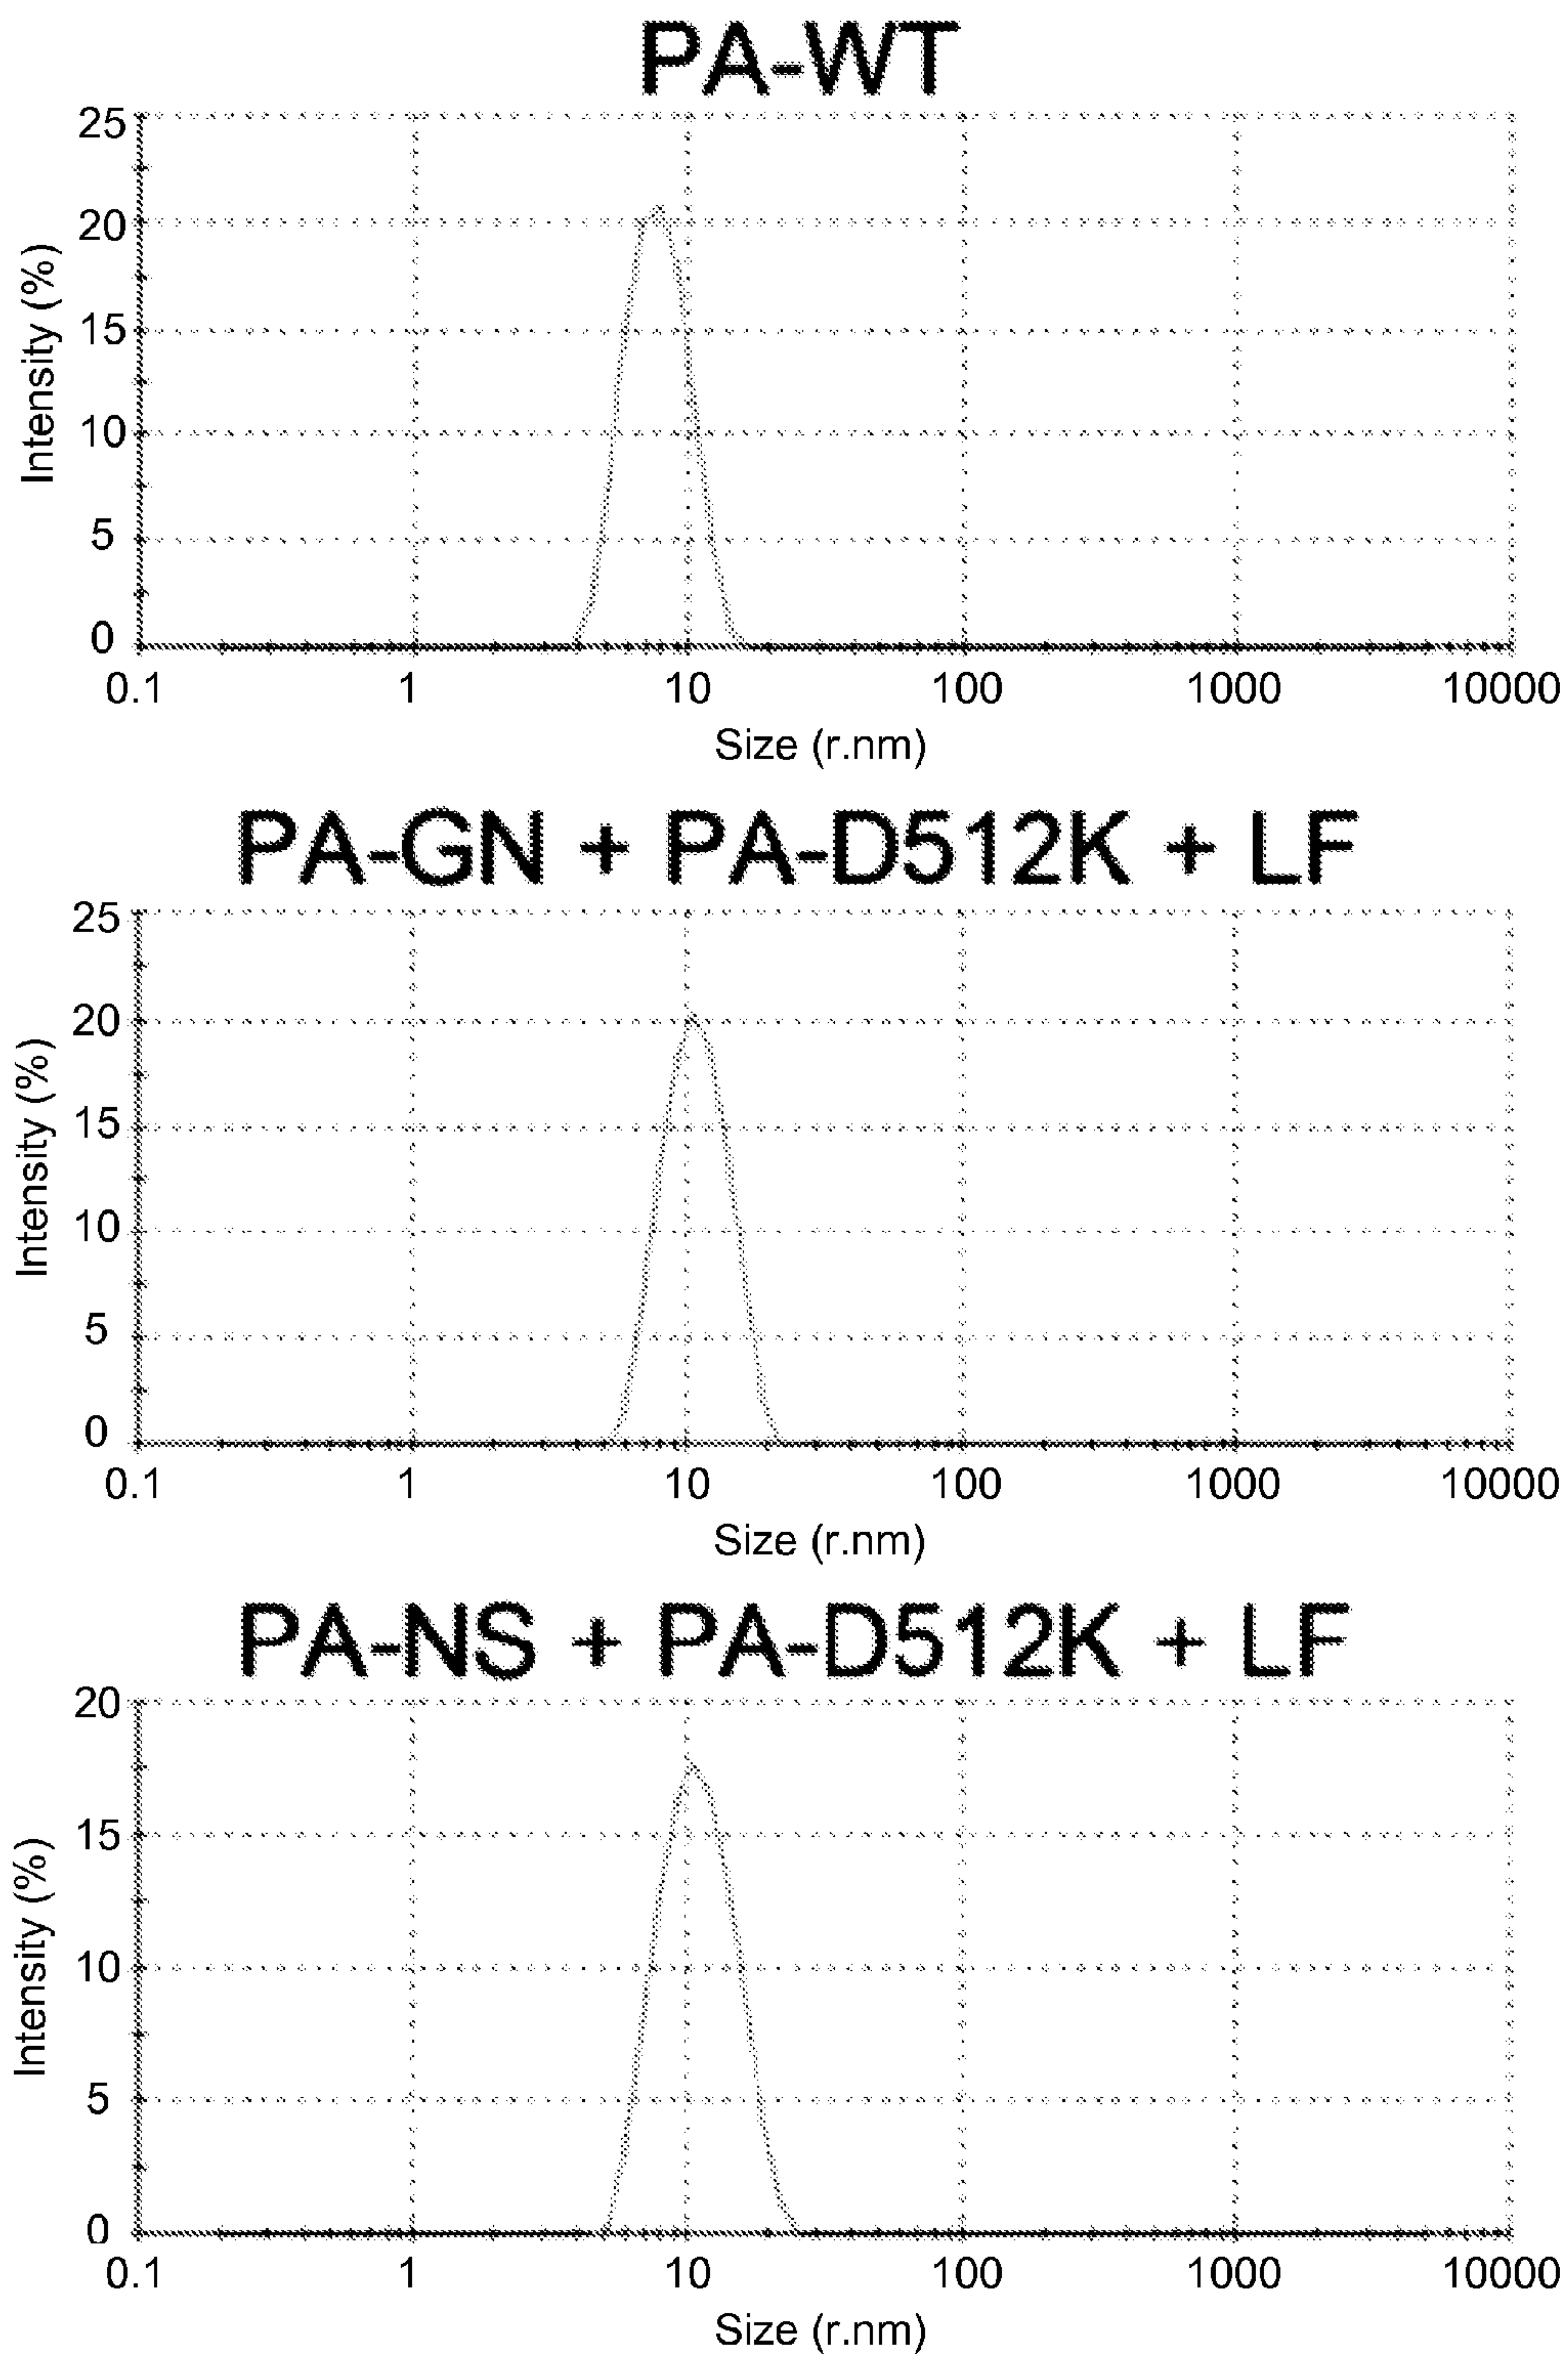 PA-WT
25
20
15
10
5
0
Intensity (%)
0.1 1 10 100 1000 10000
Size (r.nm)
PA-GN + PA-D512K + LF
25
20
15
10
5
0
Intensity (%)
0.1 1 10 100 1000 10000
Size (r.nm)
PA-NS + PA-D512K + LF
20
15
10
5
0
Intensity (%)
0.1 1 10 100 1000 10000
Size (r.nm)